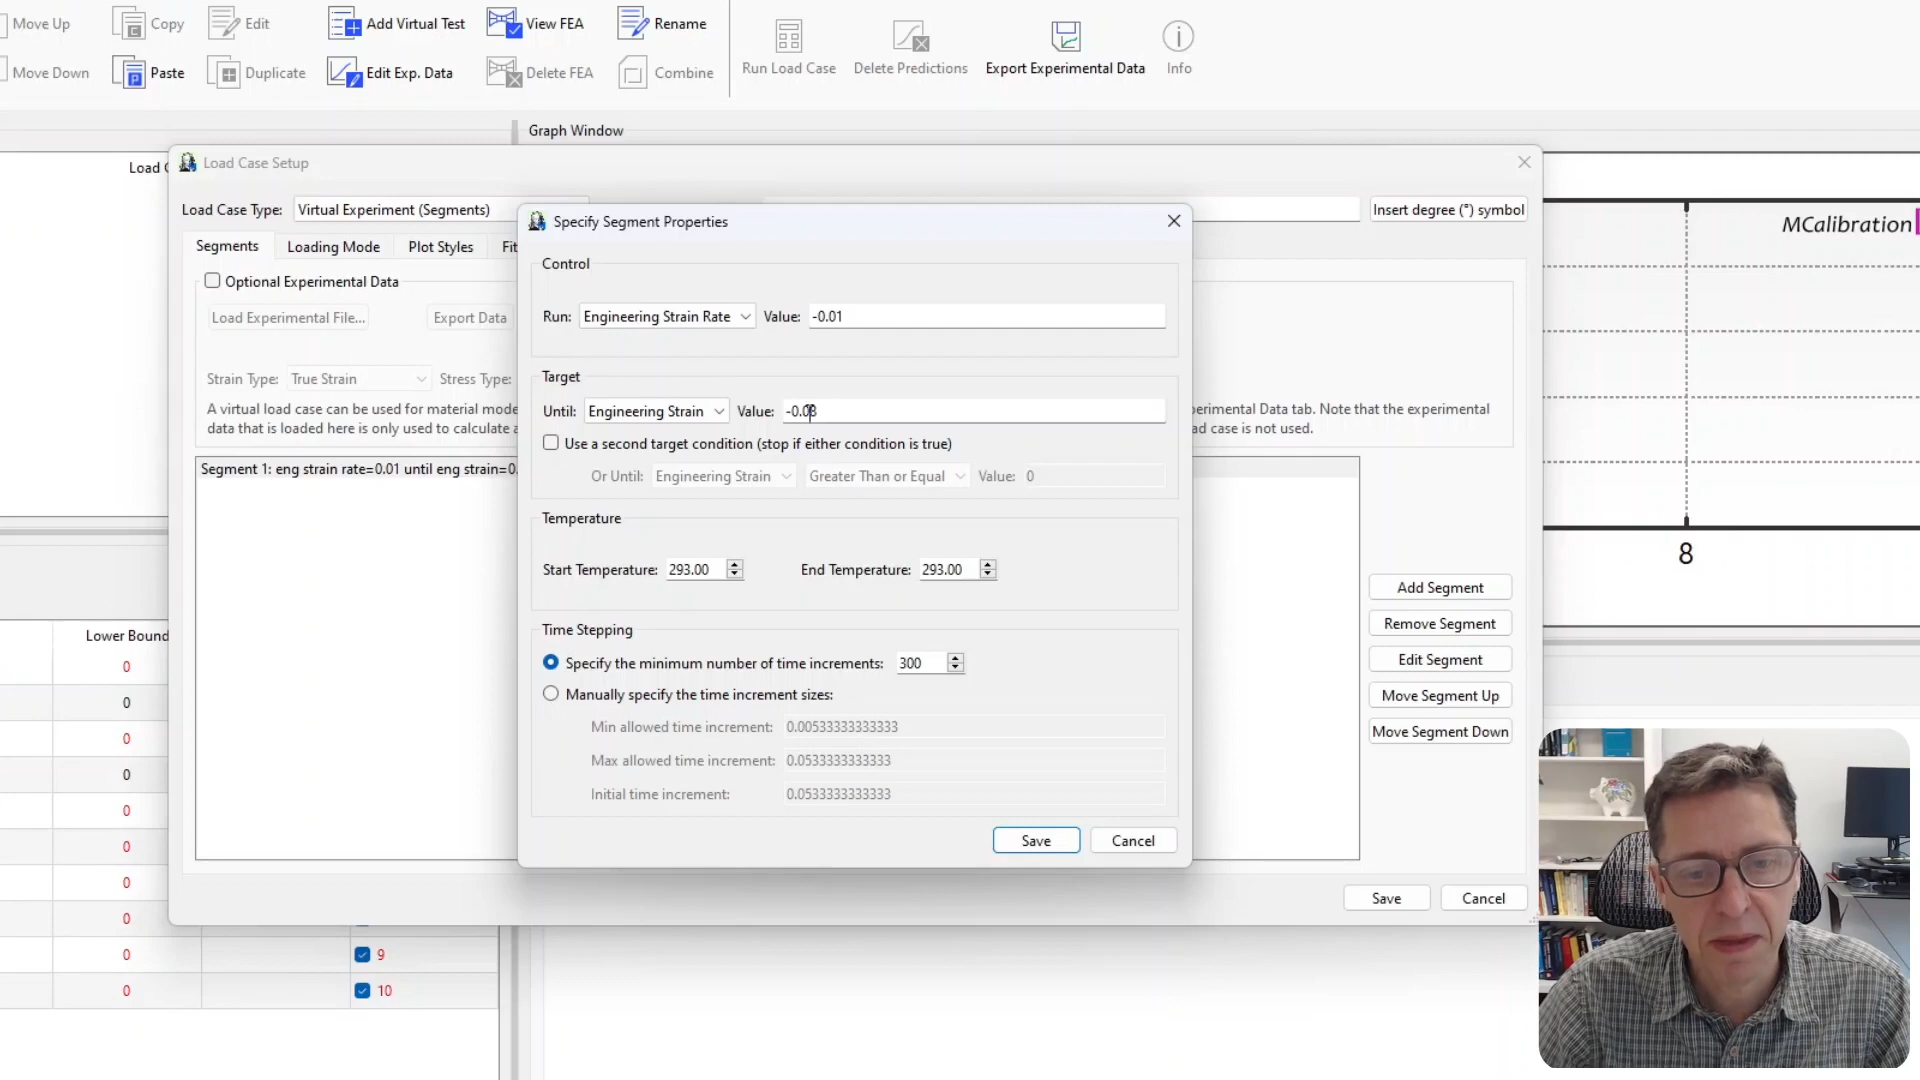 Move Up
Copy
Edit
Add Virtual Test
View FEA
Rename
Move Down
Paste
Duplicate
Edit Exp. Data
Delete FEA
Combine
Run Load Case
Delete Predictions
Export Experimental Data
Info
Graph Window
Load
Load Case Setup
Load Case Type: Virtual Experiment (Segments)
Insert degree (°) symbol
Segments
Loading Mode
Plot Styles
Optional Experimental Data
Load Experimental File...
Export Data
Strain Type: True Strain
Stress Type:
A virtual load case can be used for material mode
data that is loaded here is only used to calculate a
erimental Data tab. Note that the experimental
ad case is not used.
Segment 1: eng strain rate=0.01 until eng strain=0.
Specify Segment Properties
Control
Run: Engineering Strain Rate Value: -0.01
Target
Until: Engineering Strain Value: -0.08
Use a second target condition (stop if either condition is true)
Or Until: Engineering Strain Greater Than or Equal Value: 0
Temperature
Start Temperature: 293.00 End Temperature: 293.00
Time Stepping
Specify the minimum number of time increments: 300
Manually specify the time increment sizes:
Min allowed time increment: 0.00533333333333
Max allowed time increment: 0.0533333333333
Initial time increment: 0.0533333333333
Save
Cancel
Add Segment
Remove Segment
Edit Segment
Move Segment Up
Move Segment Down
Save
Cancel
MCalibration
8
Lower Bound
0
0
0
0
0
0
0
0
0
9
0
10